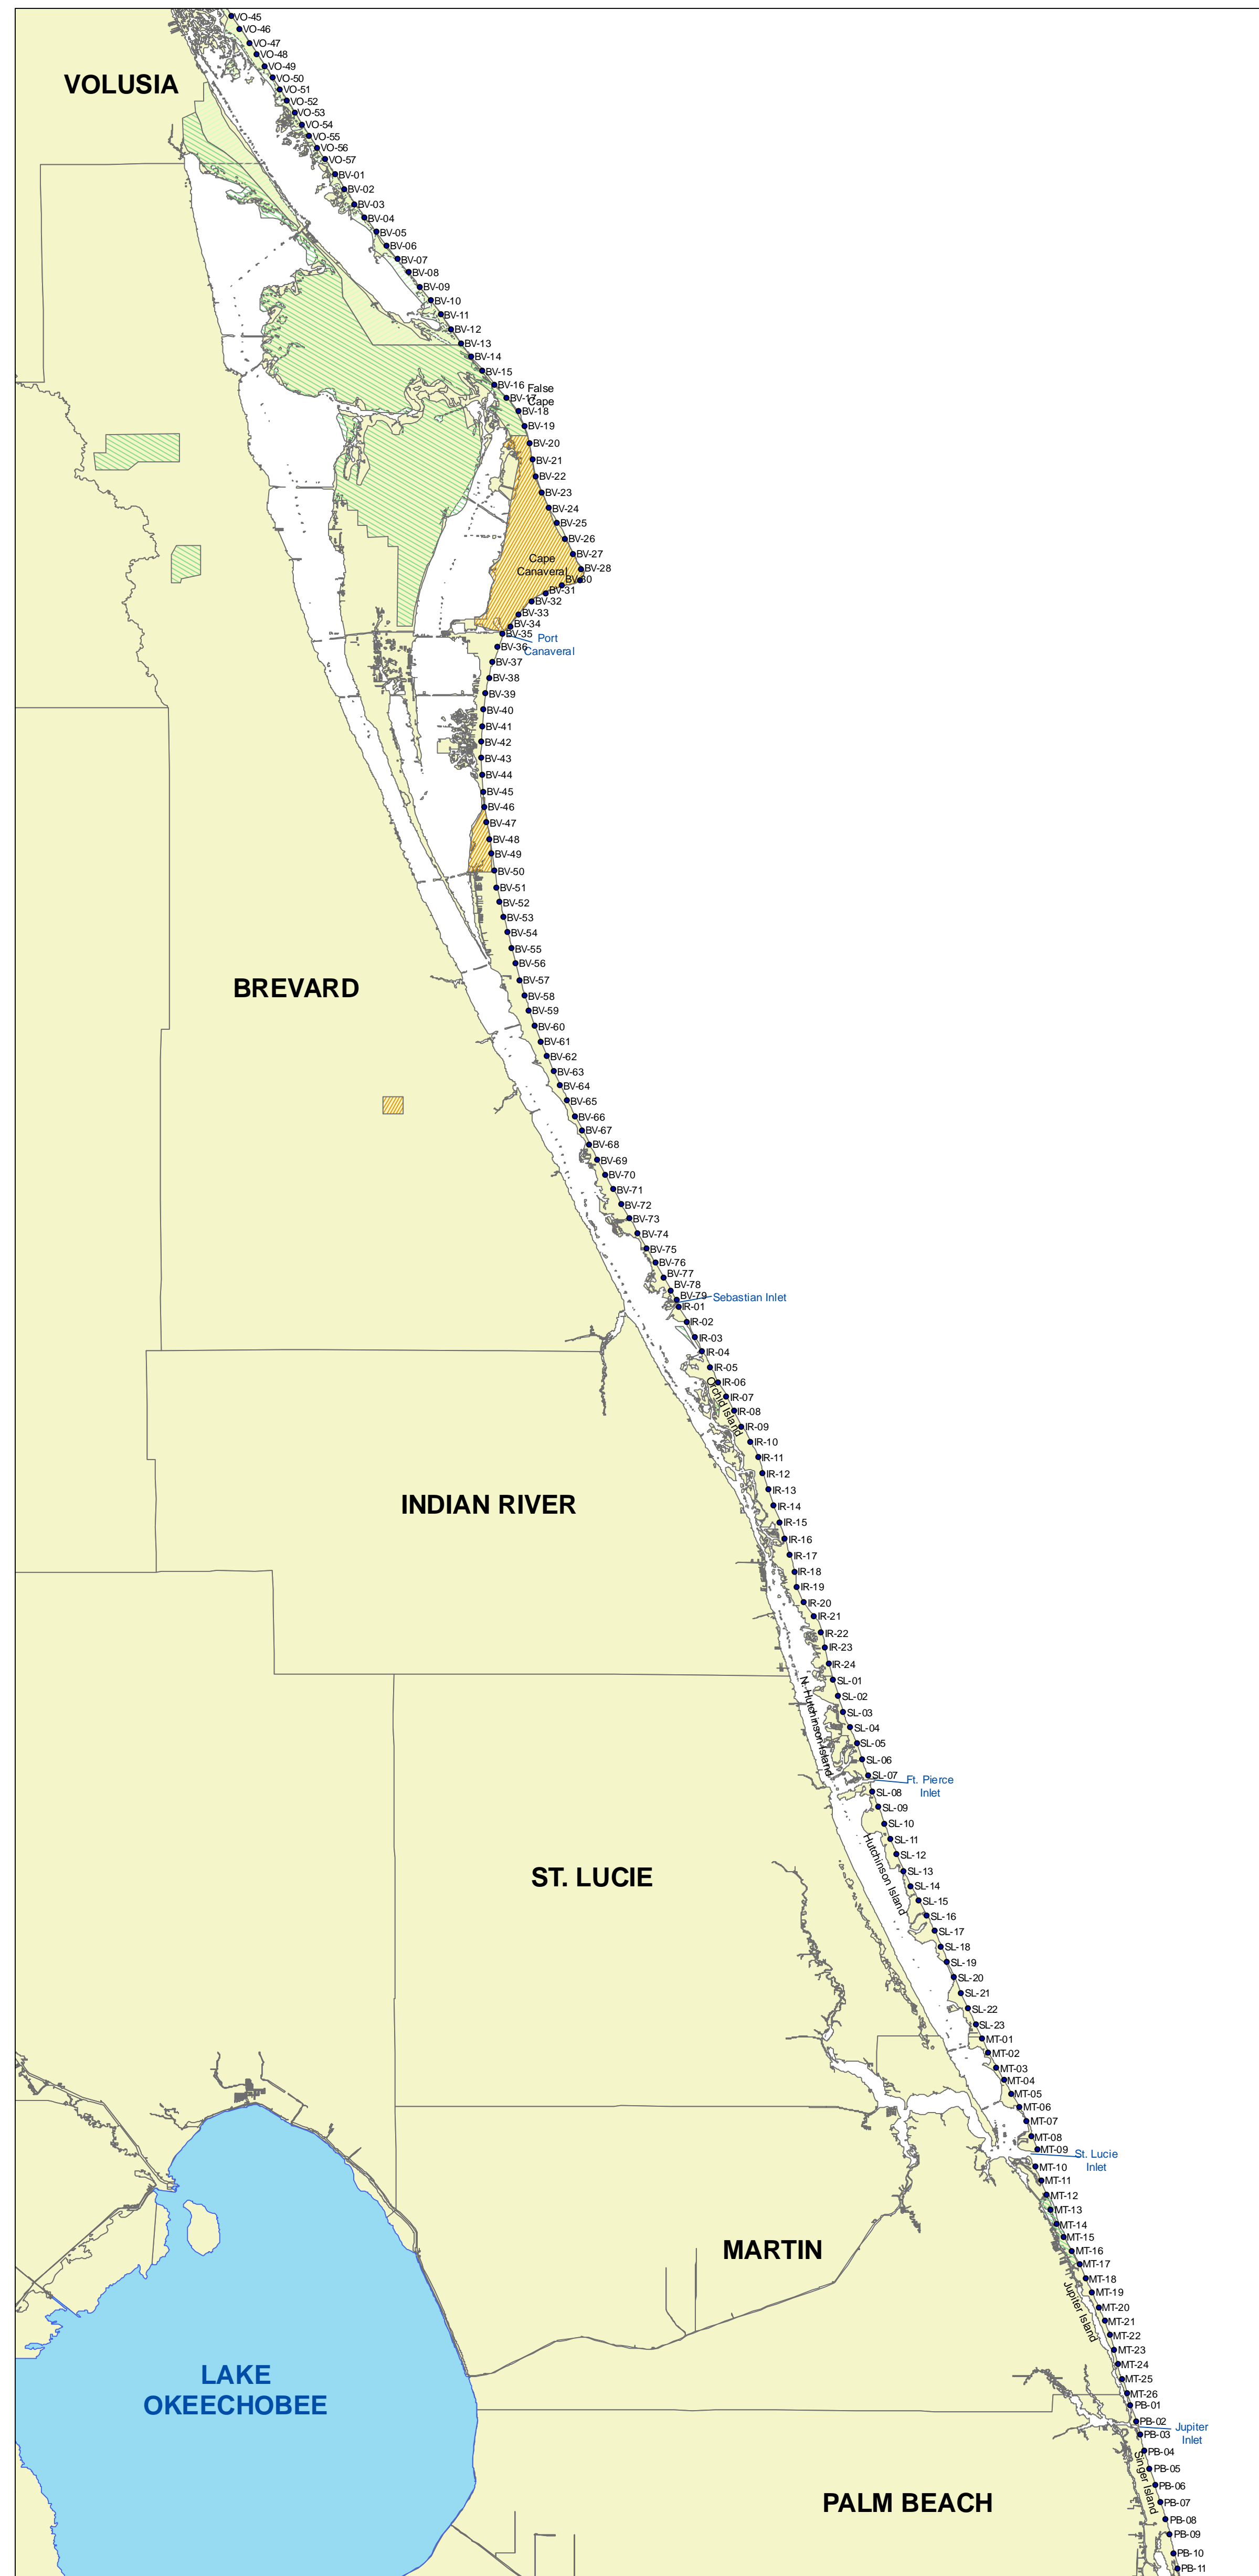 VO-45
VO-46
VO-47
VO-48
VO-49
VO-50
VO-51
VOLUSIA
VO-52
VO-53
VO-54
VO-55
VO-56
VO-57
BV-01
BV-02
BV-03
BV-04
BV-05
BV-06
BV-07
BV-08
BV-09
BV-10
BV-11
BV-12
BV-13
BV-14
BV-15
BV-16
False
Cape
BV-17
BV-18
BV-19
BV-20
BV-21
BV-22
BV-23
BV-24
BV-25
BV-26
BV-27
Cape
Canaveral
BV-28
BV-30
BV-31
BV-32
BV-33
BV-34
BV-35
Port
Canaveral
BV-36
BV-37
BV-38
BV-39
BV-40
BV-41
BV-42
BV-43
BV-44
BV-45
BV-46
BV-47
BV-48
BV-49
BV-50
BV-51
BV-52
BV-53
BV-54
BV-55
BV-56
BV-57
BREVARD
BV-58
BV-59
BV-60
BV-61
BV-62
BV-63
BV-64
BV-65
BV-66
BV-67
BV-68
BV-69
BV-70
BV-71
BV-72
BV-73
BV-74
BV-75
BV-76
BV-77
BV-78
BV-79
Sebastian Inlet
IR-01
IR-02
IR-03
IR-04
IR-05
IR-06
IR-07
Orchid Island
IR-08
IR-09
IR-10
IR-11
IR-12
IR-13
IR-14
INDIAN RIVER
IR-15
IR-16
IR-17
IR-18
IR-19
IR-20
IR-21
IR-22
IR-23
IR-24
SL-01
SL-02
SL-03
N. Hutchinson Island
SL-04
SL-05
SL-06
SL-07
Ft. Pierce
Inlet
SL-08
SL-09
SL-10
SL-11
SL-12
Hutchinson Island
SL-13
ST. LUCIE
SL-14
SL-15
SL-16
SL-17
SL-18
SL-19
SL-20
SL-21
SL-22
SL-23
MT-01
MT-02
MT-03
MT-04
MT-05
MT-06
MT-07
MT-08
MT-09
St. Lucie
Inlet
MT-10
MT-11
MT-12
MT-13
MT-14
MT-15
MARTIN
MT-16
MT-17
MT-18
MT-19
Jupiter Island
MT-20
MT-21
MT-22
MT-23
MT-24
MT-25
LAKE
OKEECHOBEE
MT-26
PB-01
PB-02
Jupiter
Inlet
PB-03
PB-04
PB-05
Singer Island
PB-06
PALM BEACH
PB-07
PB-08
PB-09
PB-10
PB-11